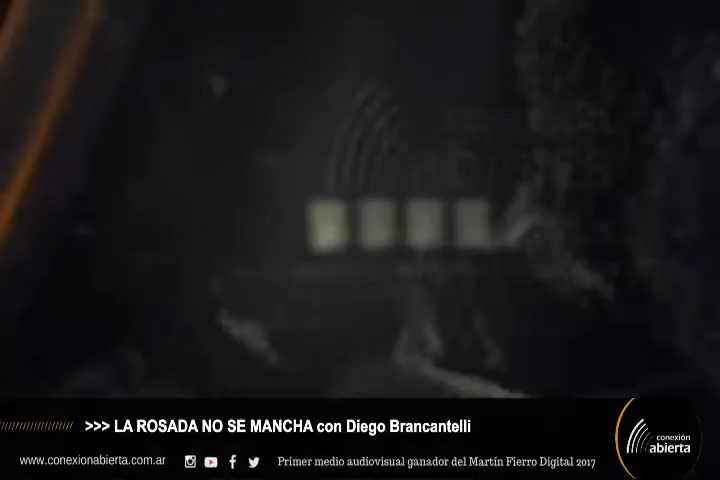 >>> LA ROSADA NO SE MANCHA con Diego Brancantelli
conexión
abierta
www.conexionabierta.com.ar
Primer medio audiovisual ganador del Martín Fierro Digital 2017